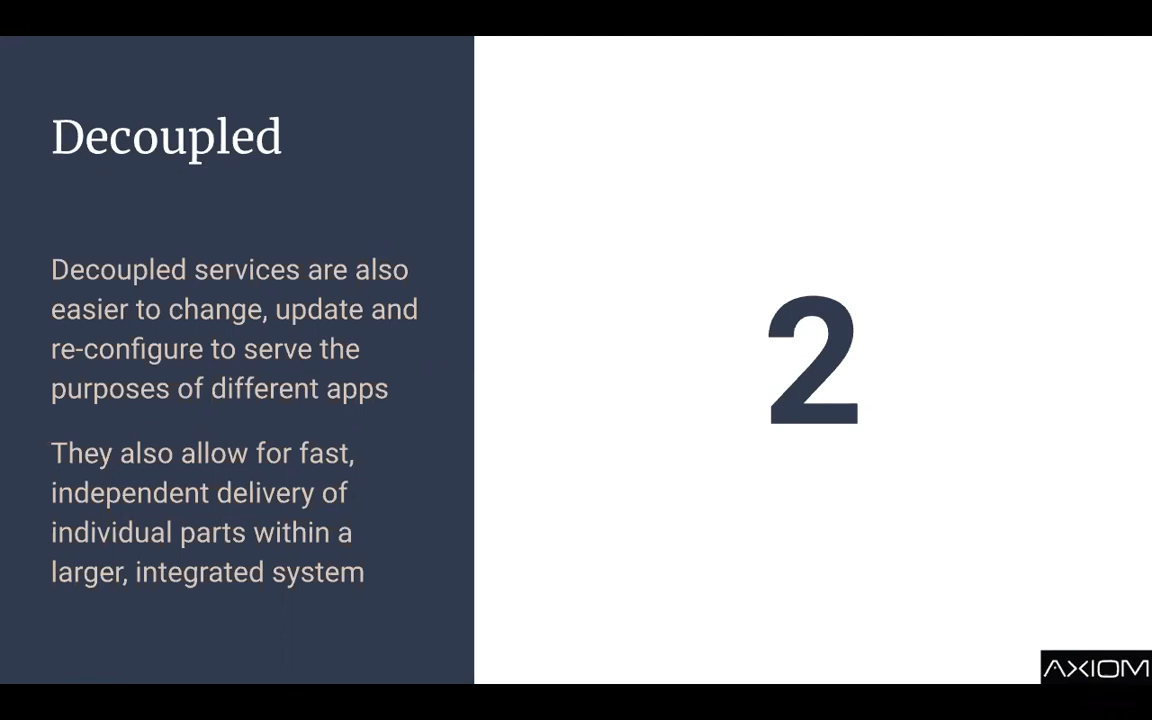 Decoupled
Decoupled services are also
easier to change, update and
re-configure to serve the
purposes of different apps
They also allow for fast,
independent delivery of
individual parts within a
larger, integrated system
2
AXIOM